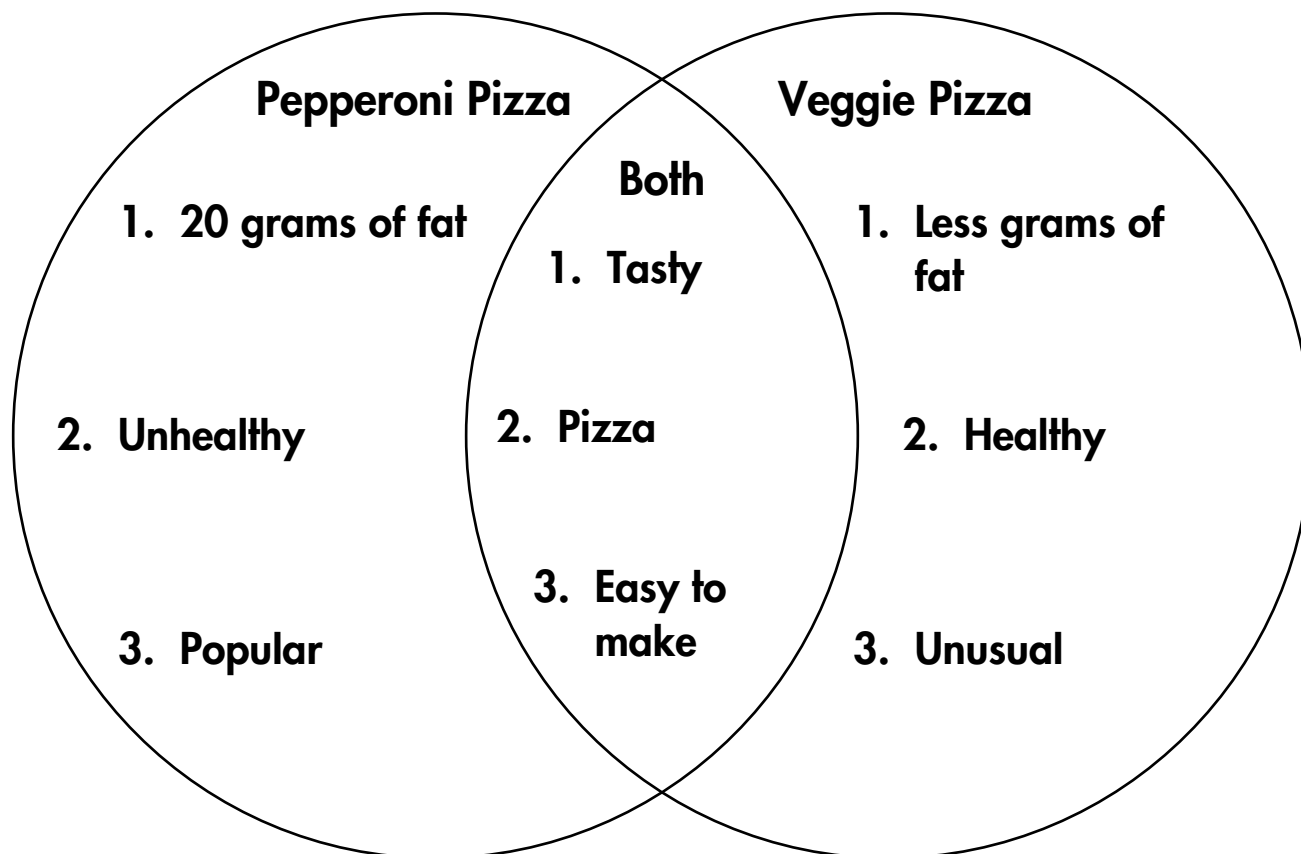 Pepperoni Pizza
1. 20 grams of fat
2. Unhealthy
3. Popular
Both
1. Tasty
2. Pizza
3. Easy to
make
Veggie Pizza
1. Less grams of
fat
2. Healthy
3. Unusual